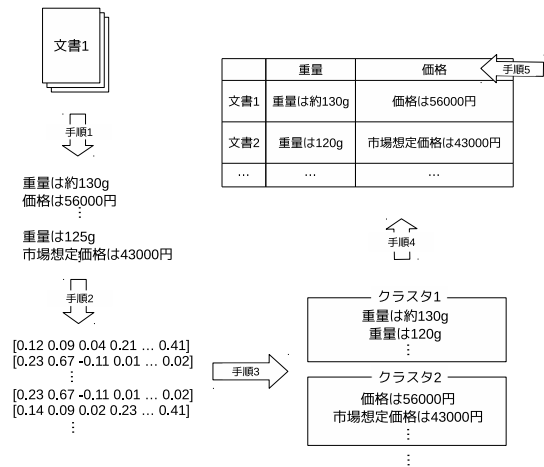 文書1
手順1
重量は約130g
価格は56000円
⋮
重量は125g
市場想定価格は43000円
手順2
[0.12 0.09 0.04 0.21 … 0.41]
[0.23 0.67 -0.11 0.01 … 0.02]
⋮
[0.23 0.67 -0.11 0.01 … 0.02]
[0.14 0.09 0.02 0.23 … 0.41]
⋮
手順3
クラスタ1
重量は約130g
重量は120g
⋮
クラスタ2
価格は56000円
市場想定価格は43000円
⋮
⋮
手順4
重量 価格
文書1 重量は約130g 価格は56000円
文書2 重量は120g 市場想定価格は43000円
… … …
手順5